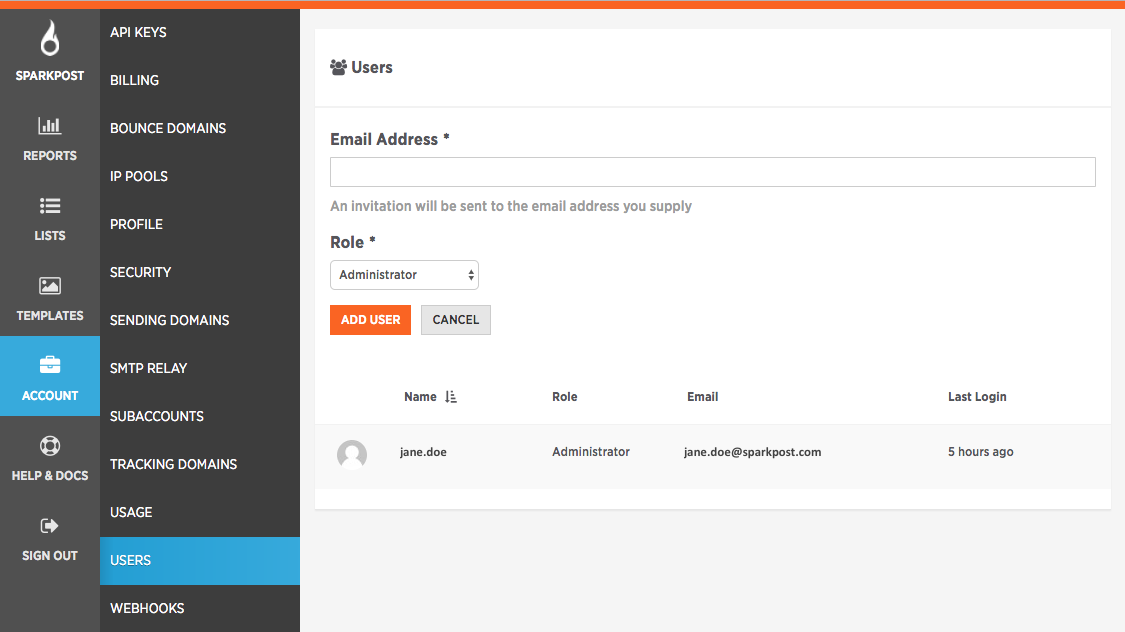 SPARKPOST
REPORTS
LISTS
TEMPLATES
ACCOUNT
HELP & DOCS
SIGN OUT
API KEYS
BILLING
BOUNCE DOMAINS
IP POOLS
PROFILE
SECURITY
SENDING DOMAINS
SMTP RELAY
SUBACCOUNTS
TRACKING DOMAINS
USAGE
USERS
WEBHOOKS
Users
Email Address *
An invitation will be sent to the email address you supply
Role *
Administrator
ADD USER CANCEL
Name Role Email Last Login
jane.doe Administrator jane.doe@sparkpost.com 5 hours ago